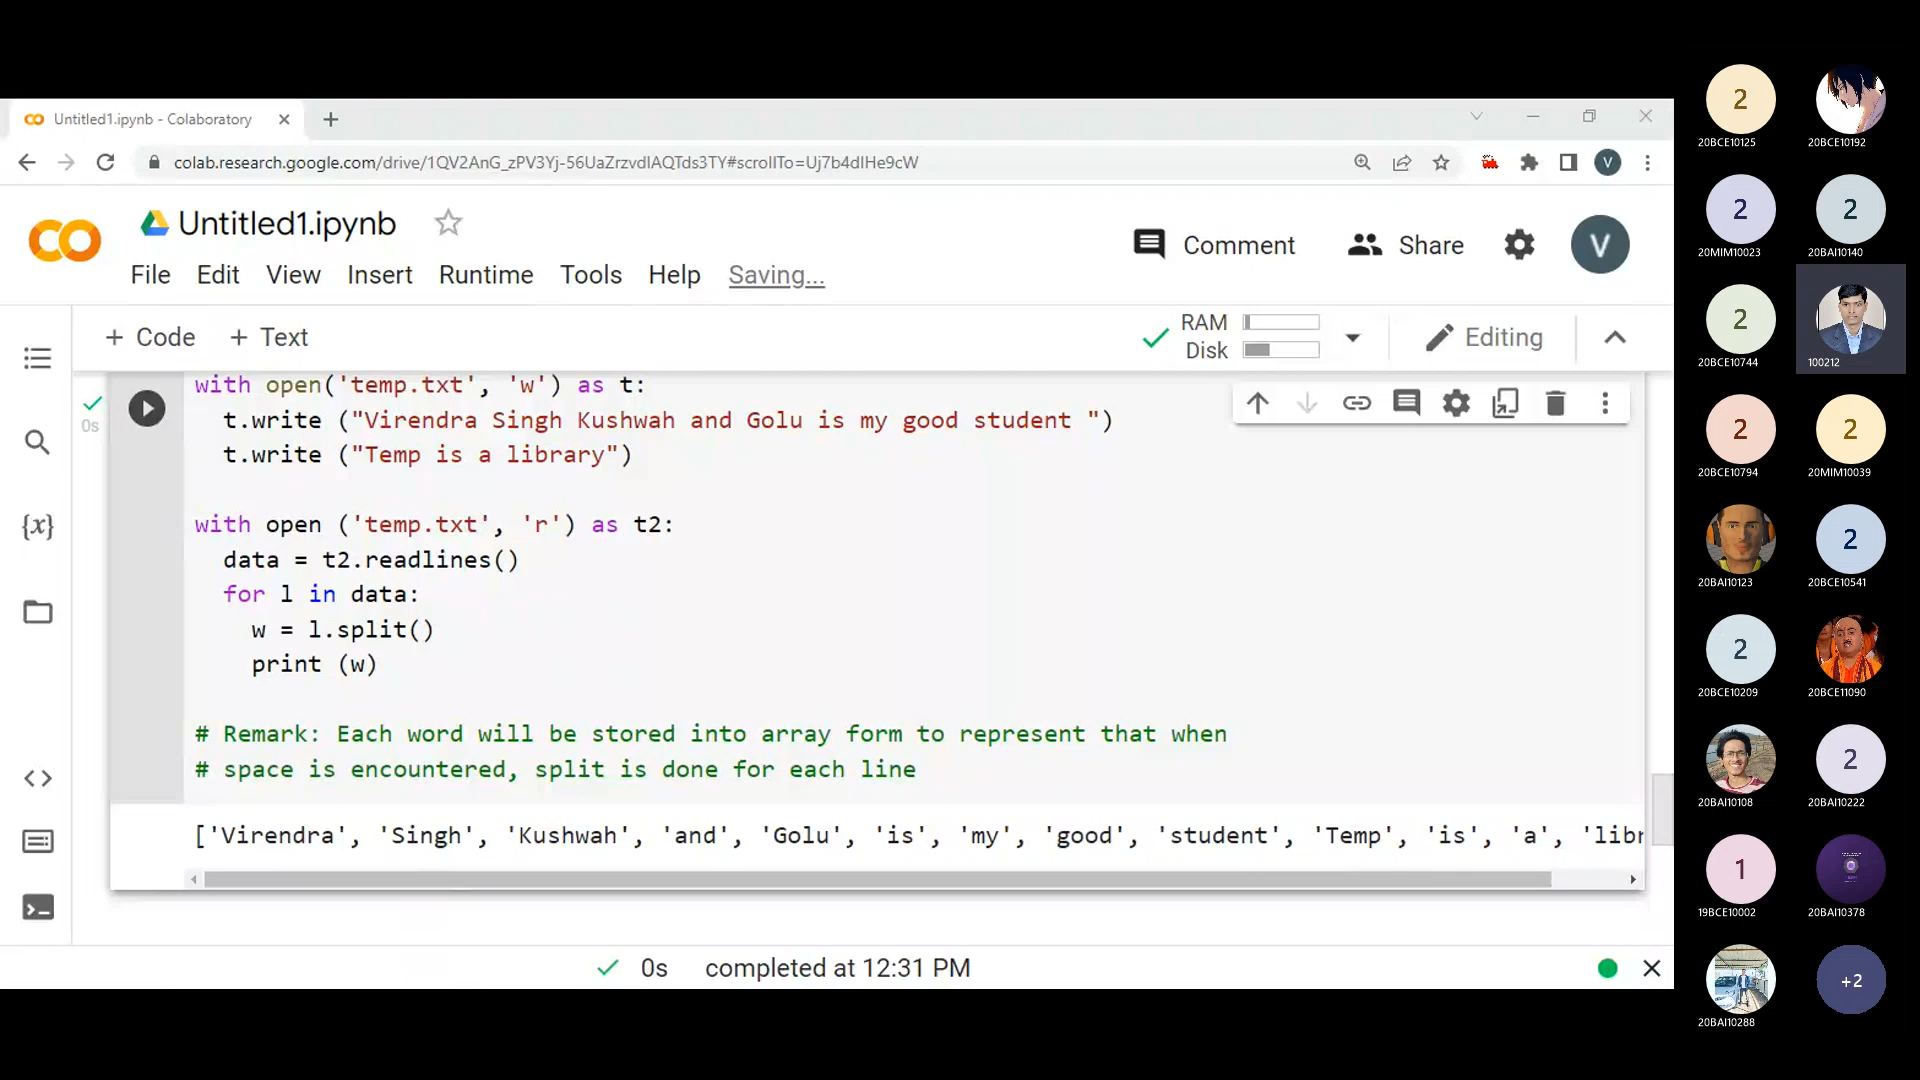 Untitled1.ipynb - Colaboratory
colab.research.google.com/drive/1QV2AnG_zPV3Yj-56UaZrzvdIAQTds3TY#scrollTo=Uj7b4dIHe9cW
V
Untitled1.ipynb
Comment
Share
V
File Edit View Insert Runtime Tools Help Saving...
+ Code + Text
RAM
Disk
Editing
0s
with open('temp.txt', 'w') as t:
t.write ("Virendra Singh Kushwah and Golu is my good student ")
t.write ("Temp is a library")
with open ('temp.txt', 'r') as t2:
data = t2.readlines()
for l in data:
w = l.split()
print (w)
# Remark: Each word will be stored into array form to represent that when
# space is encountered, split is done for each line
['Virendra', 'Singh', 'Kushwah', 'and', 'Golu', 'is', 'my', 'good', 'student', 'Temp', 'is', 'a', 'libr
{x}
0s completed at 12:31 PM
2
20BCE10125
20BCE10192
2
20MIM10023
2
20BAI10140
2
20BCE10744
100212
2
20BCE10794
2
20MIM10039
20BAI10123
2
20BCE10541
2
20BCE10209
20BCE11090
20BAI10108
2
20BAI10222
1
19BCE10002
20BAI10378
20BAI10288
+2